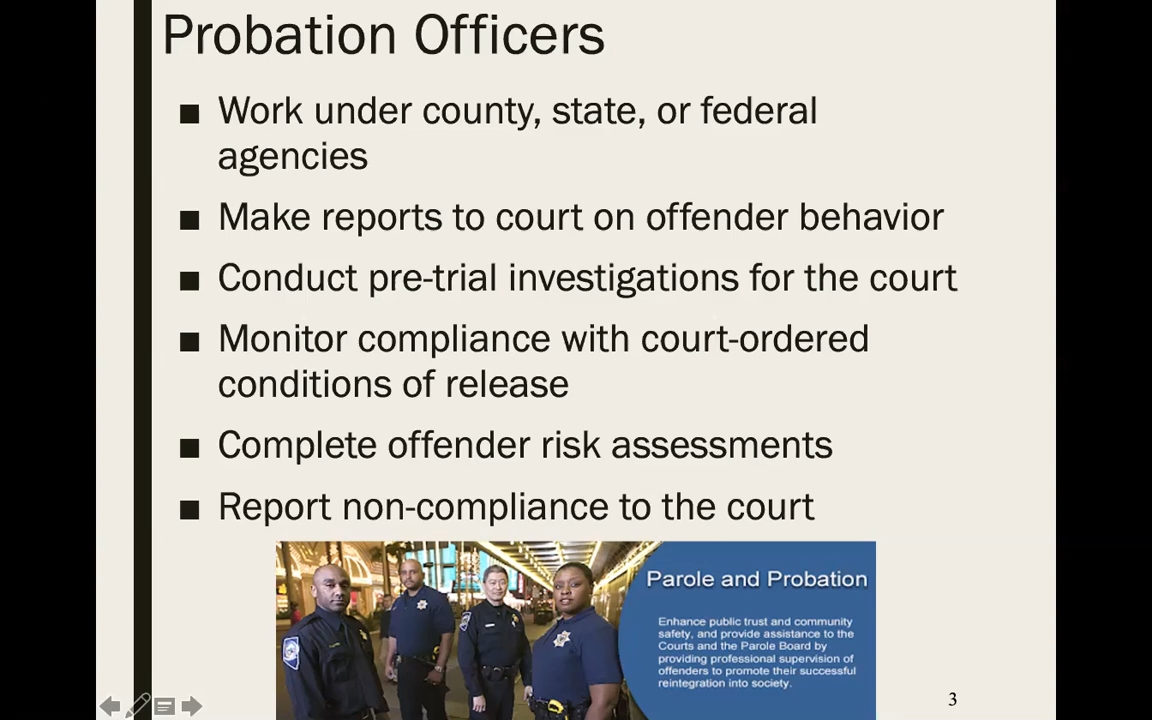 Probation Officers
■ Work under county, state, or federal
agencies
■ Make reports to court on offender behavior
■ Conduct pre-trial investigations for the court
■ Monitor compliance with court-ordered
conditions of release
■ Complete offender risk assessments
■ Report non-compliance to the court
Parole and Probation
Enhance public trust and community
safety, and provide assistance to the
Courts and the Parole Board by
providing professional supervision of
offenders to promote their successful
reintegration into society.
3